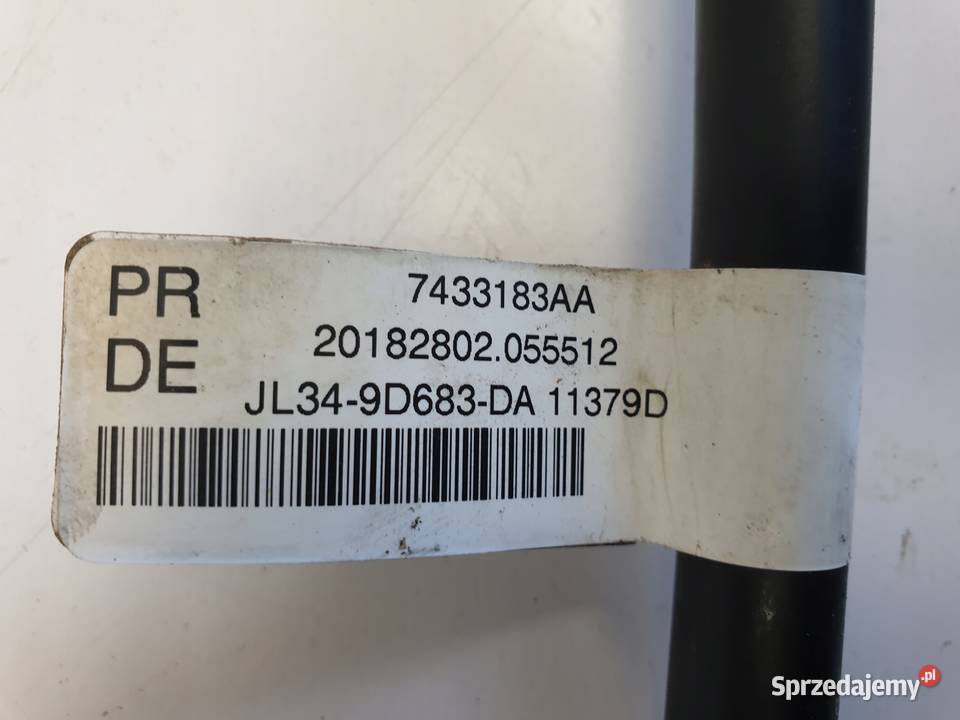 PR
DE
7433183AA
20182802.055512
JL34-9D683-DA 11379D
Sprzedajemy.pl